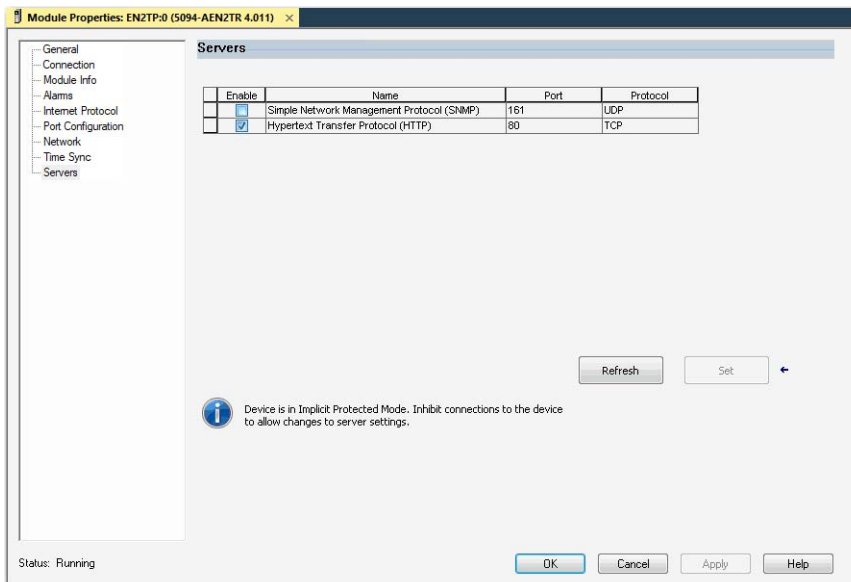 Module Properties: EN2TP:0 (5094-AEN2TR 4.011) ×
General
Connection
Module Info
Alarms
Internet Protocol
Port Configuration
Network
Time Sync
Servers
Servers
Enable Name Port Protocol
Simple Network Management Protocol (SNMP) 161 UDP
Hypertext Transfer Protocol (HTTP) 80 TCP
Refresh Set
Device is in Implicit Protected Mode. Inhibit connections to the device
to allow changes to server settings.
Status: Running
OK Cancel Apply Help